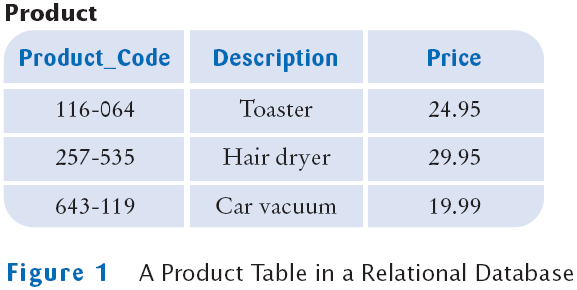 Product
Product_Code Description Price
116-064 Toaster 24.95
257-535 Hair dryer 29.95
643-119 Car vacuum 19.99
Figure 1 A Product Table in a Relational Database